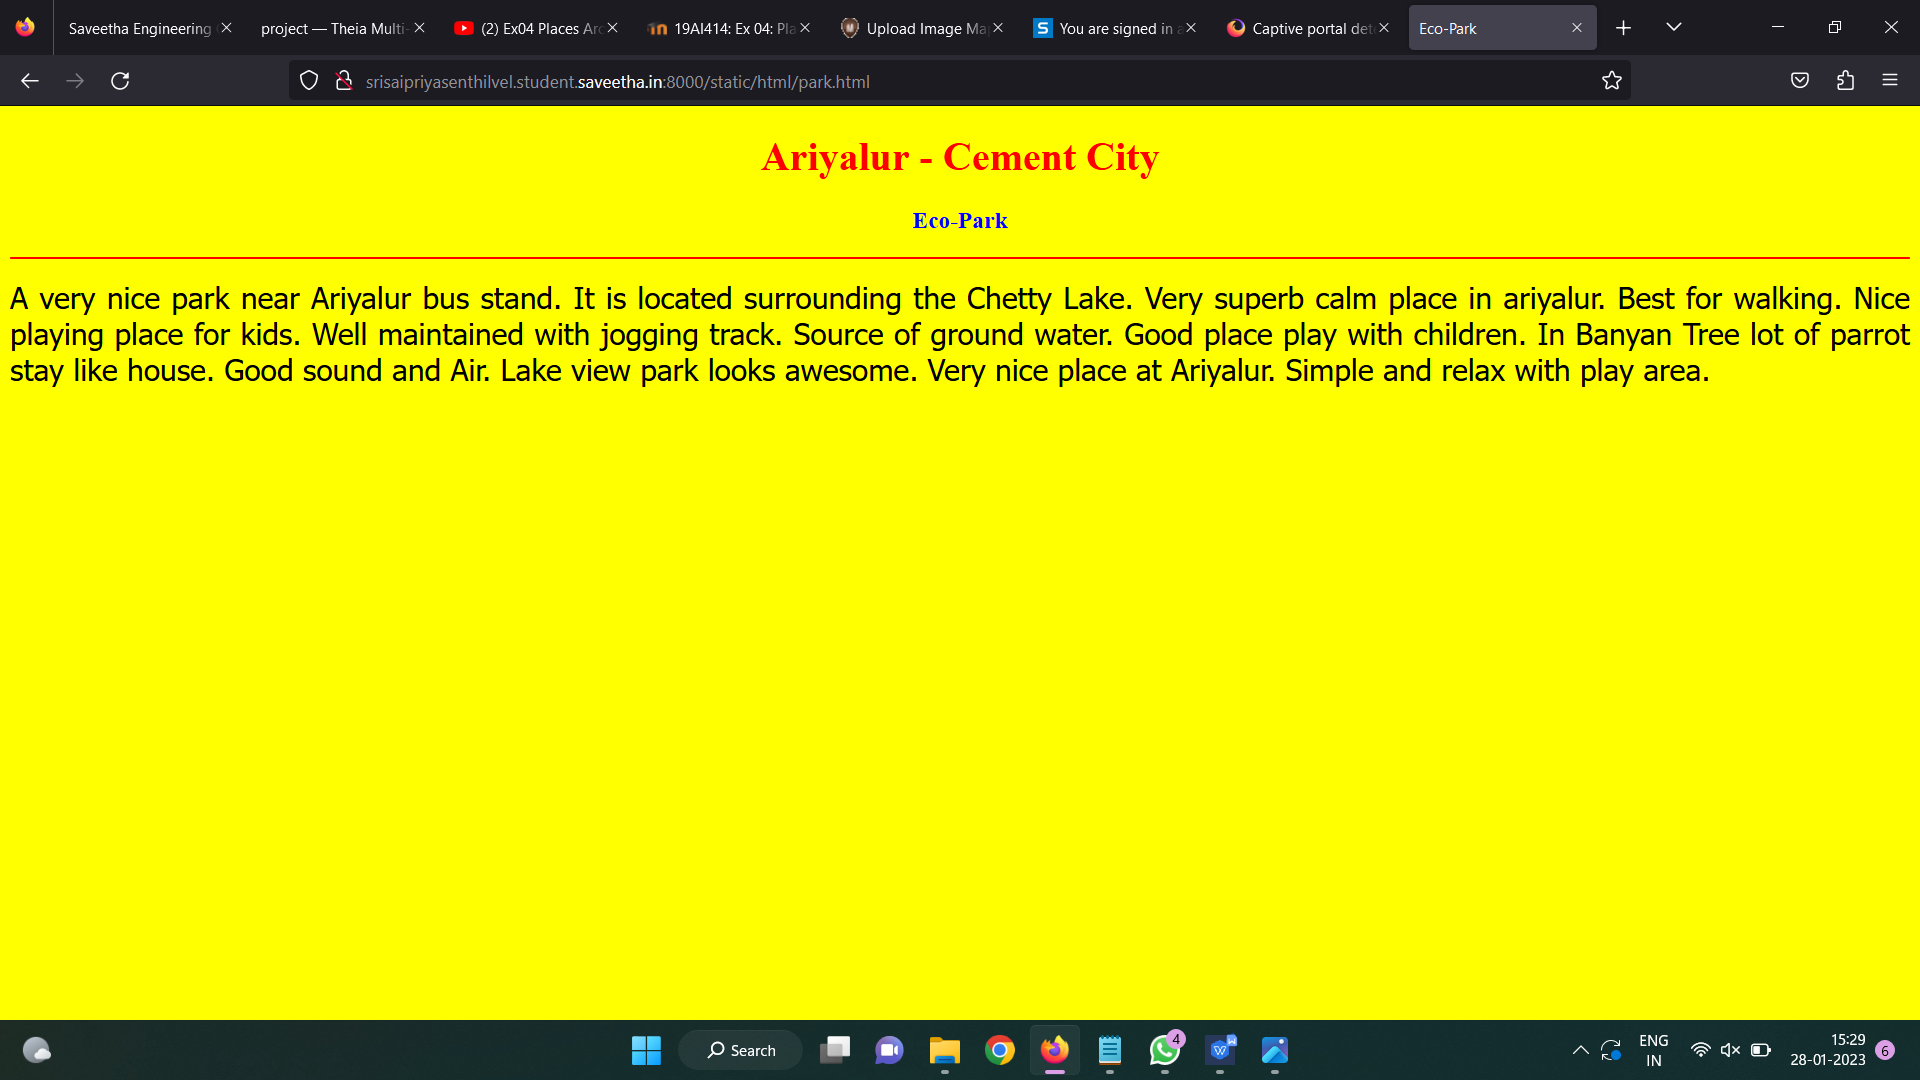 Saveetha Engineering
project — Theia Multi-
(2) Ex04 Places Aro
19AI414: Ex 04: Pla
Upload Image Ma
You are signed in a
Captive portal dete
Eco-Park
srisaipriyasenthilvel.student.saveetha.in:8000/static/html/park.html
Ariyalur - Cement City
Eco-Park
A very nice park near Ariyalur bus stand. It is located surrounding the Chetty Lake. Very superb calm place in ariyalur. Best for walking. Nice
playing place for kids. Well maintained with jogging track. Source of ground water. Good place play with children. In Banyan Tree lot of parrot
stay like house. Good sound and Air. Lake view park looks awesome. Very nice place at Ariyalur. Simple and relax with play area.
Search
4
ENG
IN
15:29
28-01-2023
6